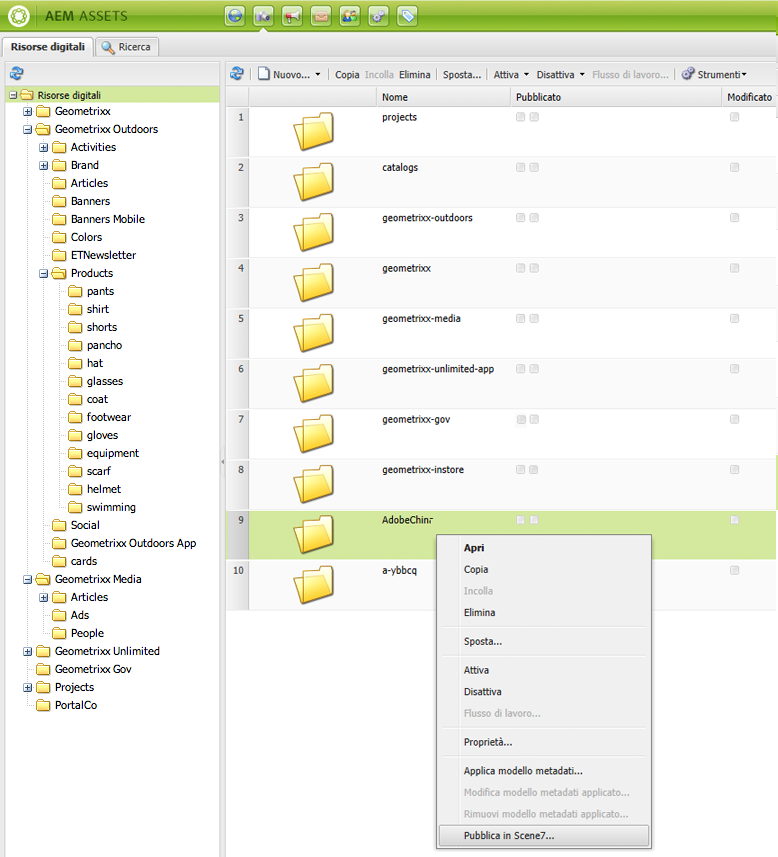 AEM ASSETS
Risorse digitali
Ricerca
Nuovo... Copia Incolla Elimina Sposta... Attiva Disattiva Flusso di lavoro... Strumenti
Risorse digitali
Geometrixx
Geometrixx Outdoors
Activities
Brand
Articles
Banners
Banners Mobile
Colors
ETNewsletter
Products
pants
shirt
shorts
pancho
hat
glasses
coat
footwear
gloves
equipment
scarf
helmet
swimming
Social
Geometrixx Outdoors App
cards
Geometrixx Media
Articles
Ads
People
Geometrixx Unlimited
Geometrixx Gov
Projects
PortalCo
Nome Pubblicato Modificato
1 projects
2 catalogs
3 geometrixx-outdoors
4 geometrixx
5 geometrixx-media
6 geometrixx-unlimited-app
7 geometrixx-gov
8 geometrixx-instore
9
10 a-ybbcq
Apri
Copia
Incolla
Elimina
Sposta...
Attiva
Disattiva
Flusso di lavoro...
Proprietà...
Applica modello metadati...
Modifica modello metadati applicato...
Rimuovi modello metadati applicato...
Pubblica in Scene7...